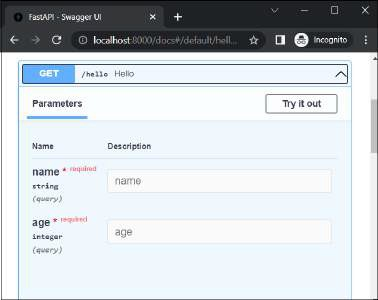 FastAPI - Swagger UI
localhost:8000/docs#/default/hell...
Incognito
GET /hello Hello
Parameters
Try it out
Name Description
name * required
string
(query)
name
age * required
integer
(query)
age